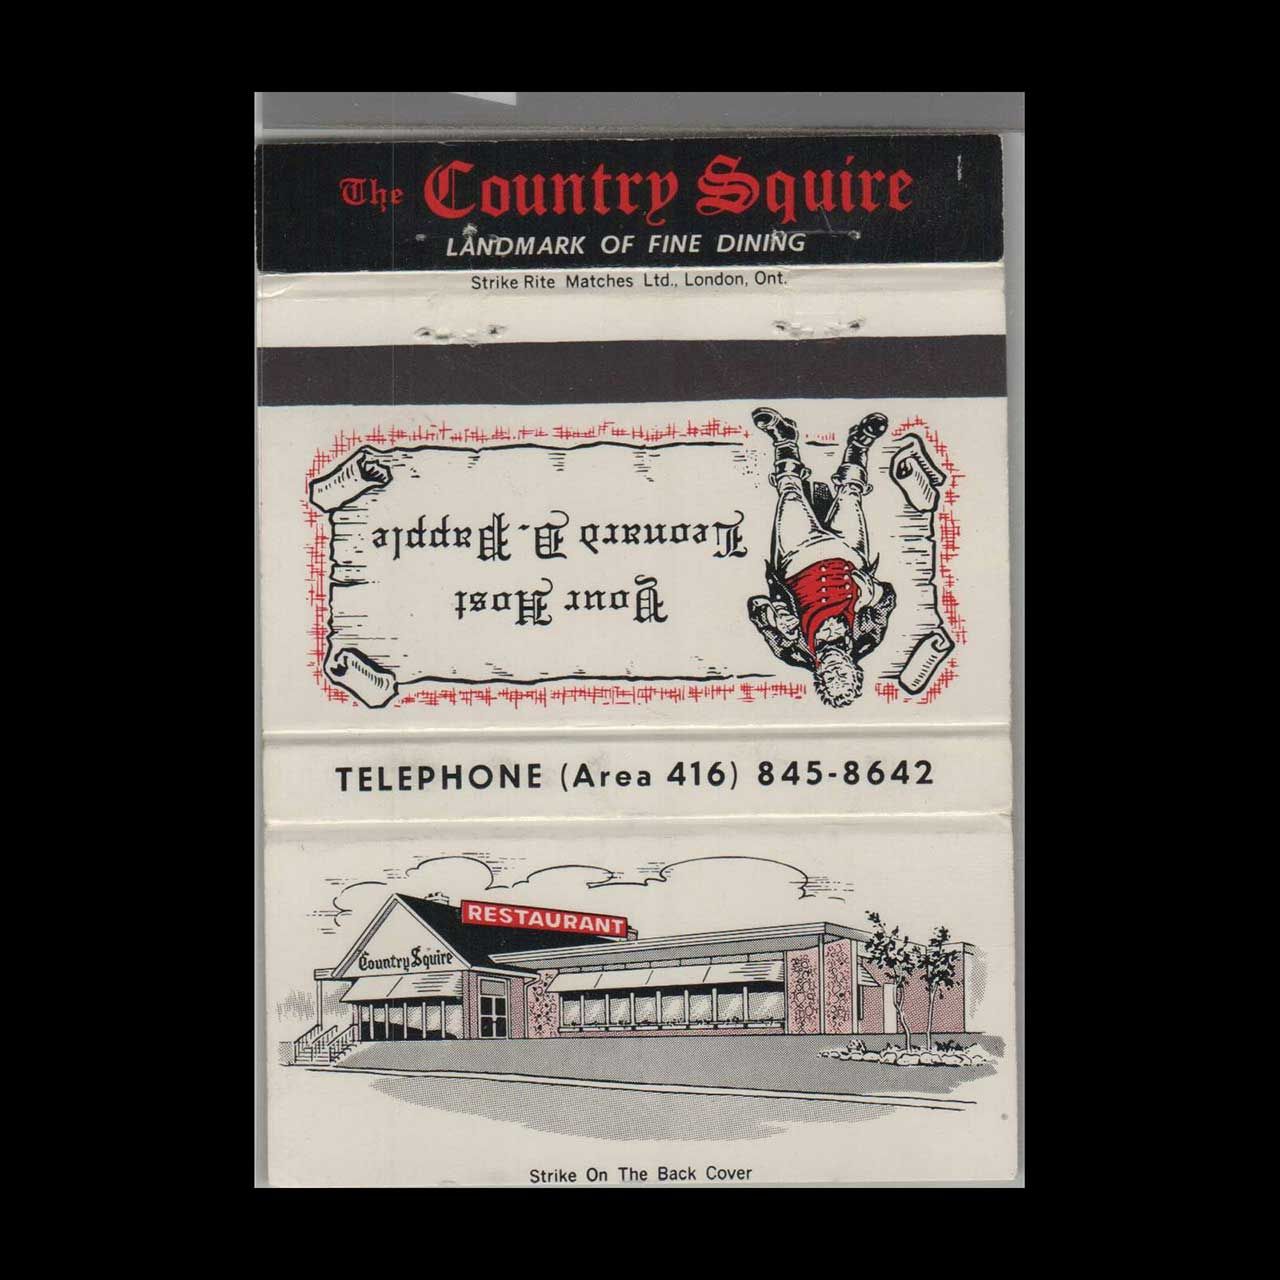 The Country Squire
LANDMARK OF FINE DINING
Strike Rite Matches Ltd., London, Ont.
Your Host
Leonard D. Papple
TELEPHONE (Area 416) 845-8642
RESTAURANT
Country Squire
Strike On The Back Cover